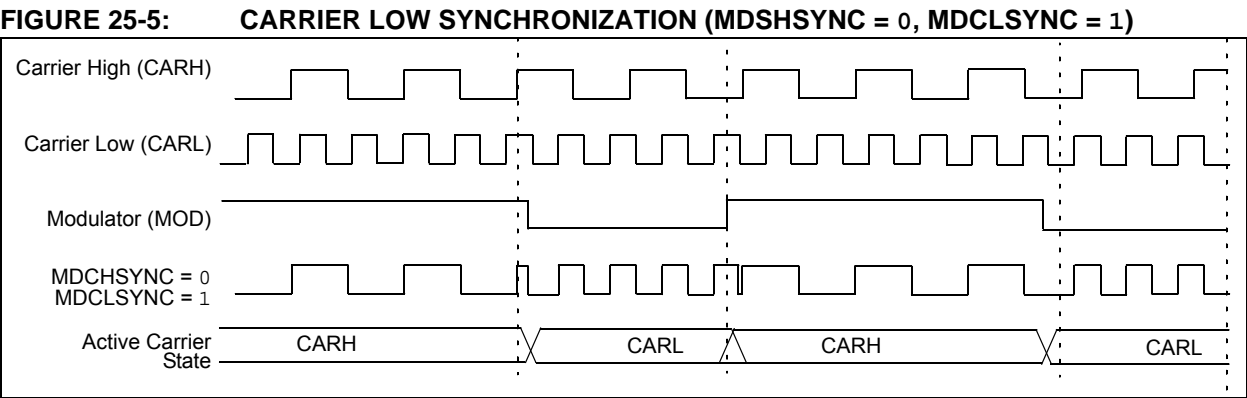 FIGURE 25-5: CARRIER LOW SYNCHRONIZATION (MDSHSYNC = 0, MDCLSYNC = 1)
Carrier High (CARH)
Carrier Low (CARL)
Modulator (MOD)
MDCHSYNC = 0
MDCLSYNC = 1
Active Carrier
State
CARH
CARL
CARH
CARL